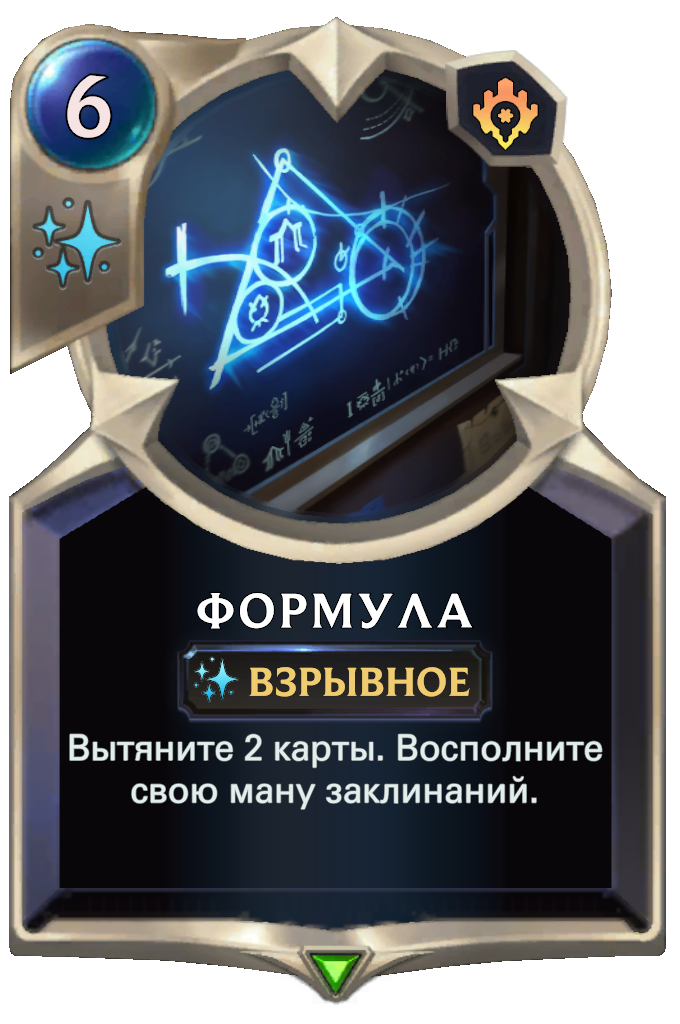 6
ФОРМУЛА
ВЗРЫВНОЕ
Вытяните 2 карты. Восполните
свою ману заклинаний.